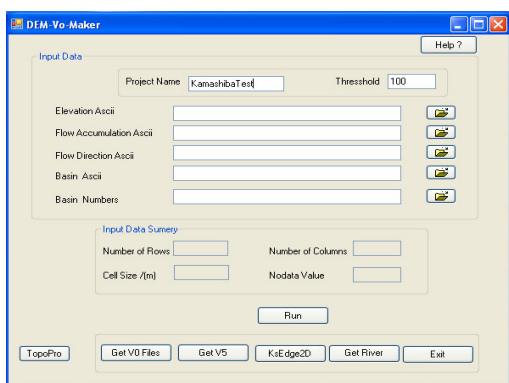 DEM-Vo-Maker
Help ?
Input Data
Project Name KamashibaTest Thresshold 100
Elevation Ascii
Flow Accumulation Ascii
Flow Direction Ascii
Basin Ascii
Basin Numbers
Input Data Sumery
Number of Rows Number of Columns
Cell Size /(m) Nodata Value
Run
TopoPro Get V0 Files Get V5 KsEdge2D Get River Exit